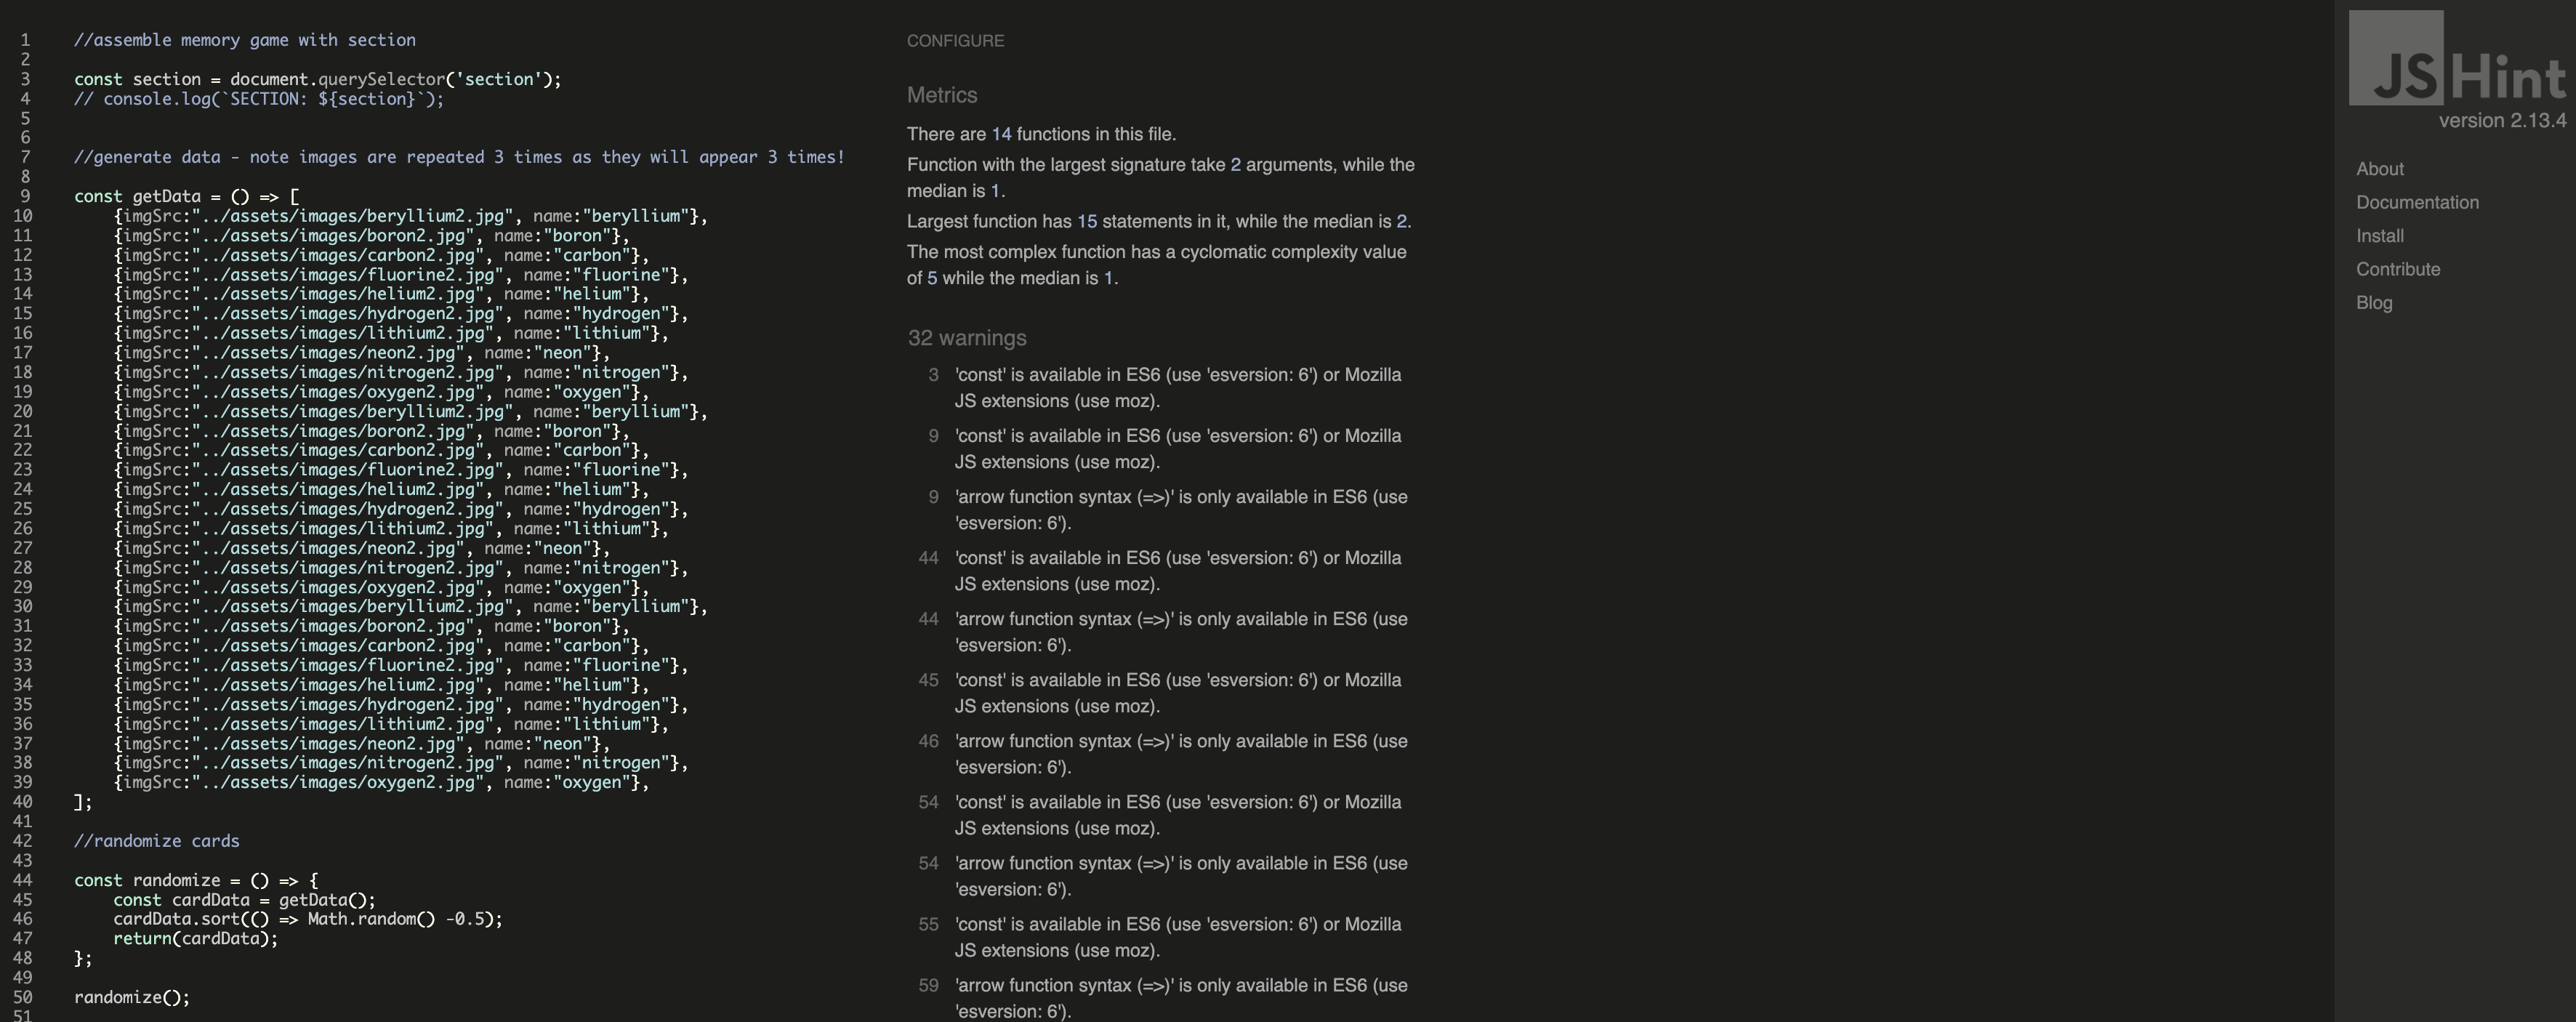 1 //assemble memory game with section
2
3 const section = document.querySelector('section');
4 // console.log(`SECTION: ${section}`);
5
6
7 //generate data - note images are repeated 3 times as they will appear 3 times!
8
9 const getData = () => [
10 {imgSrc:"../assets/images/beryllium2.jpg", name:"beryllium"},
11 {imgSrc:"../assets/images/boron2.jpg", name:"boron"},
12 {imgSrc:"../assets/images/carbon2.jpg", name:"carbon"},
13 {imgSrc:"../assets/images/fluorine2.jpg", name:"fluorine"},
14 {imgSrc:"../assets/images/helium2.jpg", name:"helium"},
15 {imgSrc:"../assets/images/hydrogen2.jpg", name:"hydrogen"},
16 {imgSrc:"../assets/images/lithium2.jpg", name:"lithium"},
17 {imgSrc:"../assets/images/neon2.jpg", name:"neon"},
18 {imgSrc:"../assets/images/nitrogen2.jpg", name:"nitrogen"},
19 {imgSrc:"../assets/images/oxygen2.jpg", name:"oxygen"},
20 {imgSrc:"../assets/images/beryllium2.jpg", name:"beryllium"},
21 {imgSrc:"../assets/images/boron2.jpg", name:"boron"},
22 {imgSrc:"../assets/images/carbon2.jpg", name:"carbon"},
23 {imgSrc:"../assets/images/fluorine2.jpg", name:"fluorine"},
24 {imgSrc:"../assets/images/helium2.jpg", name:"helium"},
25 {imgSrc:"../assets/images/hydrogen2.jpg", name:"hydrogen"},
26 {imgSrc:"../assets/images/lithium2.jpg", name:"lithium"},
27 {imgSrc:"../assets/images/neon2.jpg", name:"neon"},
28 {imgSrc:"../assets/images/nitrogen2.jpg", name:"nitrogen"},
29 {imgSrc:"../assets/images/oxygen2.jpg", name:"oxygen"},
30 {imgSrc:"../assets/images/beryllium2.jpg", name:"beryllium"},
31 {imgSrc:"../assets/images/boron2.jpg", name:"boron"},
32 {imgSrc:"../assets/images/carbon2.jpg", name:"carbon"},
33 {imgSrc:"../assets/images/fluorine2.jpg", name:"fluorine"},
34 {imgSrc:"../assets/images/helium2.jpg", name:"helium"},
35 {imgSrc:"../assets/images/hydrogen2.jpg", name:"hydrogen"},
36 {imgSrc:"../assets/images/lithium2.jpg", name:"lithium"},
37 {imgSrc:"../assets/images/neon2.jpg", name:"neon"},
38 {imgSrc:"../assets/images/nitrogen2.jpg", name:"nitrogen"},
39 {imgSrc:"../assets/images/oxygen2.jpg", name:"oxygen"},
40 ];
41
42 //randomize cards
43
44 const randomize = () => {
45 const cardData = getData();
46 cardData.sort(() => Math.random() -0.5);
47 return(cardData);
48 };
49
50 randomize();
51
CONFIGURE
Metrics
There are 14 functions in this file.
Function with the largest signature take 2 arguments, while the
median is 1.
Largest function has 15 statements in it, while the median is 2.
The most complex function has a cyclomatic complexity value
of 5 while the median is 1.
32 warnings
3 'const' is available in ES6 (use 'esversion: 6') or Mozilla
JS extensions (use moz).
9 'const' is available in ES6 (use 'esversion: 6') or Mozilla
JS extensions (use moz).
9 'arrow function syntax (=>)' is only available in ES6 (use
'esversion: 6').
44 'const' is available in ES6 (use 'esversion: 6') or Mozilla
JS extensions (use moz).
44 'arrow function syntax (=>)' is only available in ES6 (use
'esversion: 6').
45 'const' is available in ES6 (use 'esversion: 6') or Mozilla
JS extensions (use moz).
46 'arrow function syntax (=>)' is only available in ES6 (use
'esversion: 6').
54 'const' is available in ES6 (use 'esversion: 6') or Mozilla
JS extensions (use moz).
54 'arrow function syntax (=>)' is only available in ES6 (use
'esversion: 6').
55 'const' is available in ES6 (use 'esversion: 6') or Mozilla
JS extensions (use moz).
59 'arrow function syntax (=>)' is only available in ES6 (use
'esversion: 6').
JSHint
version 2.13.4
About
Documentation
Install
Contribute
Blog